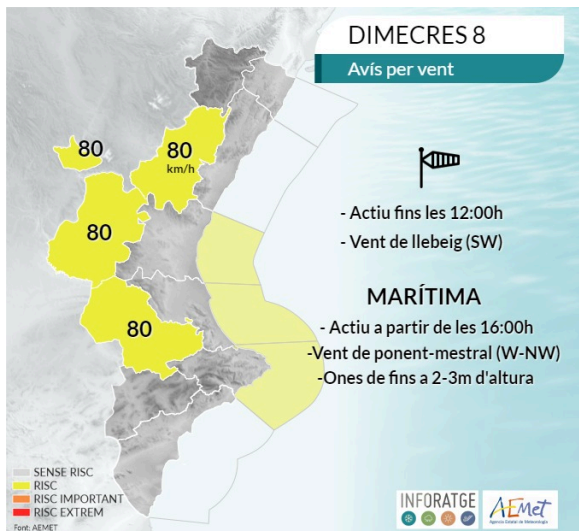 DIMECRES 8
Avís per vent
80
80
km/h
80
80
- Actiu fins les 12:00h
- Vent de llebeig (SW)
MARÍTIMA
- Actiu a partir de les 16:00h
-Vent de ponent-mestral (W-NW)
-Ones de fins a 2-3m d'altura
SENSE RISC
RISC
RISC IMPORTANT
RISC EXTREM
Font: AEMET
INFORATGE
AEMet
Agencia Estatal de Meteorología